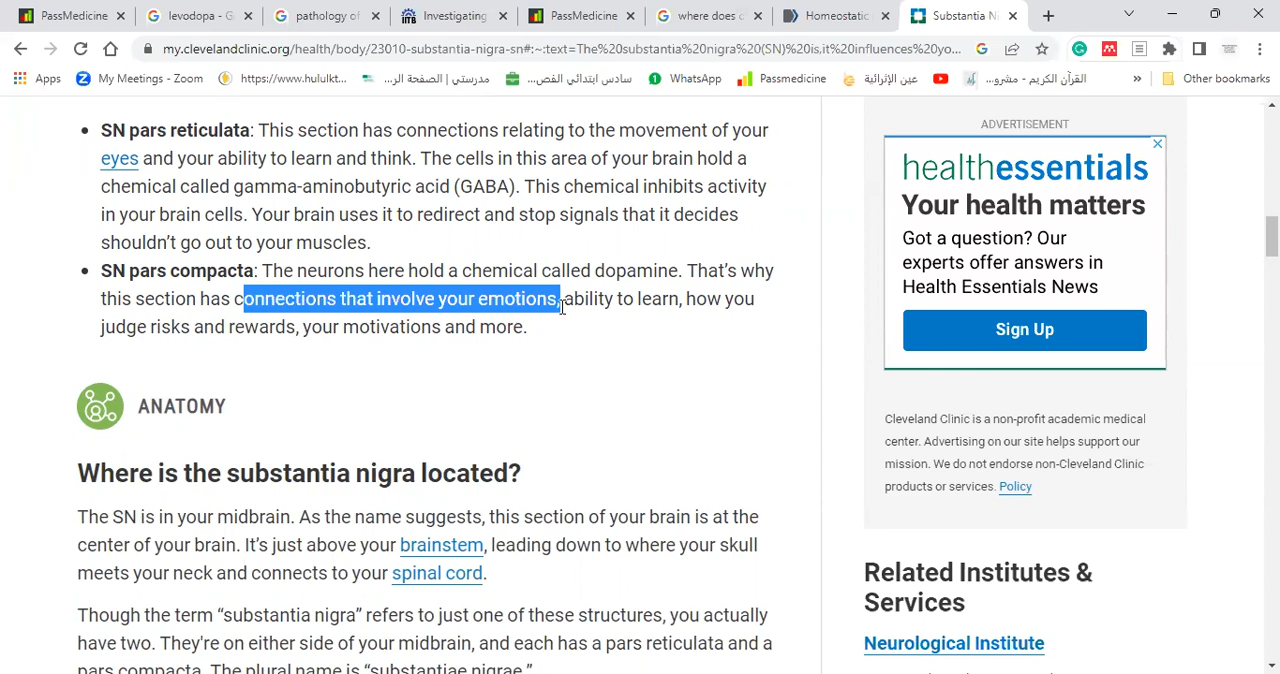 PassMedicine
levodopa - G
pathology of
Investigating
PassMedicine
where does c
Homeostatic
Substantia N
my.clevelandclinic.org/health/body/23010-substantia-nigra-sn#:~:text=The%20substantia%20nigra%20(SN)%20is,it%20influences%20yo...
Apps
My Meetings - Zoom
https://www.hululkt...
مدرستي | الصفحة الر...
سادس ابتدائي الفص...
WhatsApp
Passmedicine
عين الإثرائية
القرآن الكريم - مشرو...
»
Other bookmarks
SN pars reticulata: This section has connections relating to the movement of your
eyes and your ability to learn and think. The cells in this area of your brain hold a
chemical called gamma-aminobutyric acid (GABA). This chemical inhibits activity
in your brain cells. Your brain uses it to redirect and stop signals that it decides
shouldn’t go out to your muscles.
SN pars compacta: The neurons here hold a chemical called dopamine. That’s why
this section has connections that involve your emotions, ability to learn, how you
judge risks and rewards, your motivations and more.
ANATOMY
Where is the substantia nigra located?
The SN is in your midbrain. As the name suggests, this section of your brain is at the
center of your brain. It’s just above your brainstem, leading down to where your skull
meets your neck and connects to your spinal cord.
Though the term “substantia nigra” refers to just one of these structures, you actually
have two. They're on either side of your midbrain, and each has a pars reticulata and a
pars compacta. The plural name is “substantiae nigrae.”
ADVERTISEMENT
healthessentials
Your health matters
Got a question? Our
experts offer answers in
Health Essentials News
Sign Up
Cleveland Clinic is a non-profit academic medical
center. Advertising on our site helps support our
mission. We do not endorse non-Cleveland Clinic
products or services. Policy
Related Institutes &
Services
Neurological Institute